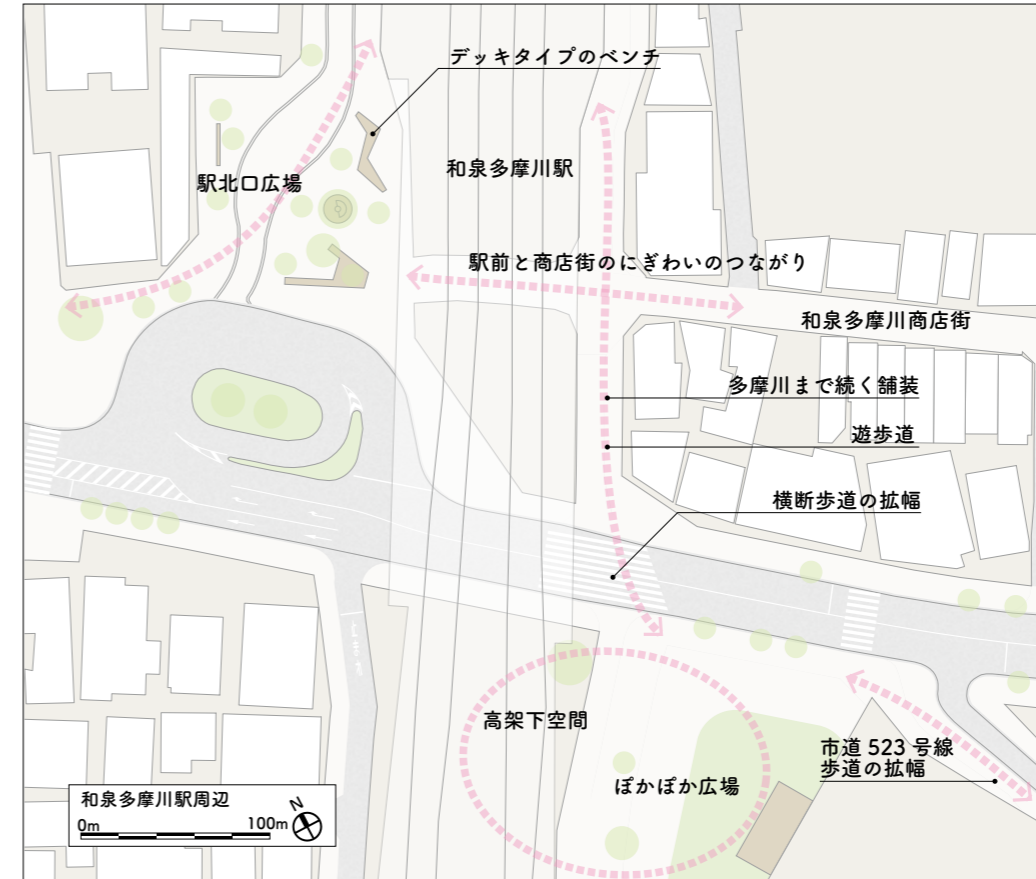 デッキタイプのベンチ
和泉多摩川駅
駅北口広場
駅前と商店街のにぎわいのつながり
和泉多摩川商店街
多摩川まで続く舗装
遊歩道
横断歩道の拡幅
高架下空間
ぽかぽか広場
市道 523 号線
歩道の拡幅
和泉多摩川駅周辺
0m 100m
N